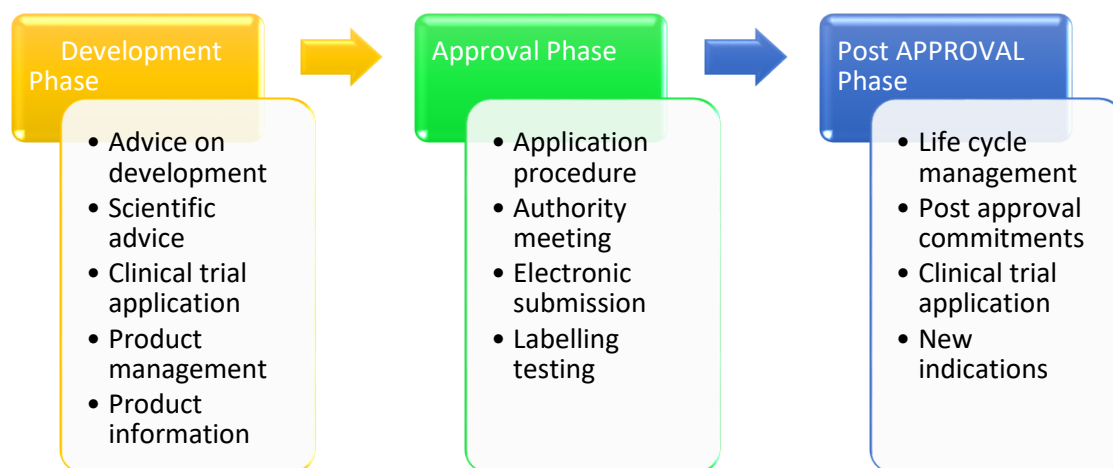 Development
Phase
• Advice on
development
• Scientific
advice
• Clinical trial
application
• Product
management
• Product
information
Approval Phase
• Application
procedure
• Authority
meeting
• Electronic
submission
• Labelling
testing
Post APPROVAL
Phase
• Life cycle
management
• Post approval
commitments
• Clinical trial
application
• New
indications